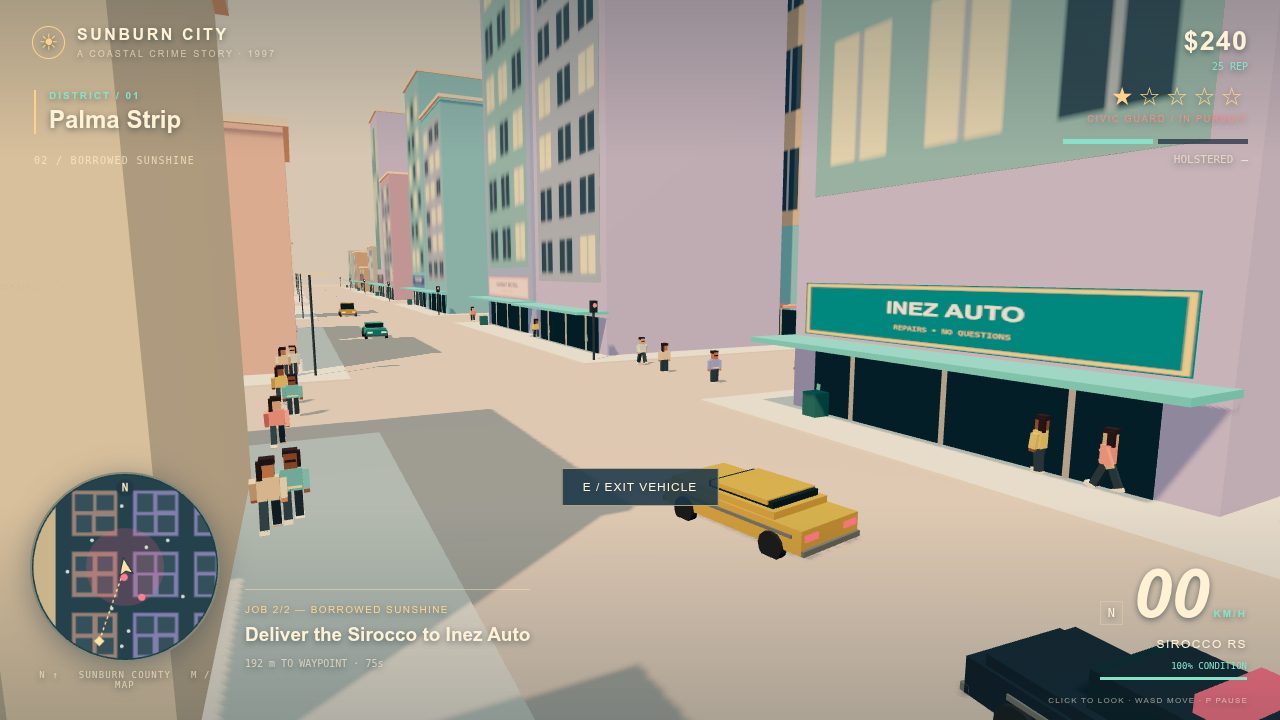 SUNBURN CITY
A COASTAL CRIME STORY · 1997
DISTRICT / 01
Palma Strip
02 / BORROWED SUNSHINE
$240
25 REP
★☆☆☆☆
CIVIC GUARD / IN PURSUIT
HOLSTERED —
INEZ AUTO
REPAIRS • NO QUESTIONS
E / EXIT VEHICLE
N
N ↑ SUNBURN COUNTY M /
MAP
JOB 2/2 — BORROWED SUNSHINE
Deliver the Sirocco to Inez Auto
192 m TO WAYPOINT · 75s
N 00 KM/H
SIROCCO RS
100% CONDITION
CLICK TO LOOK · WASD MOVE · P PAUSE